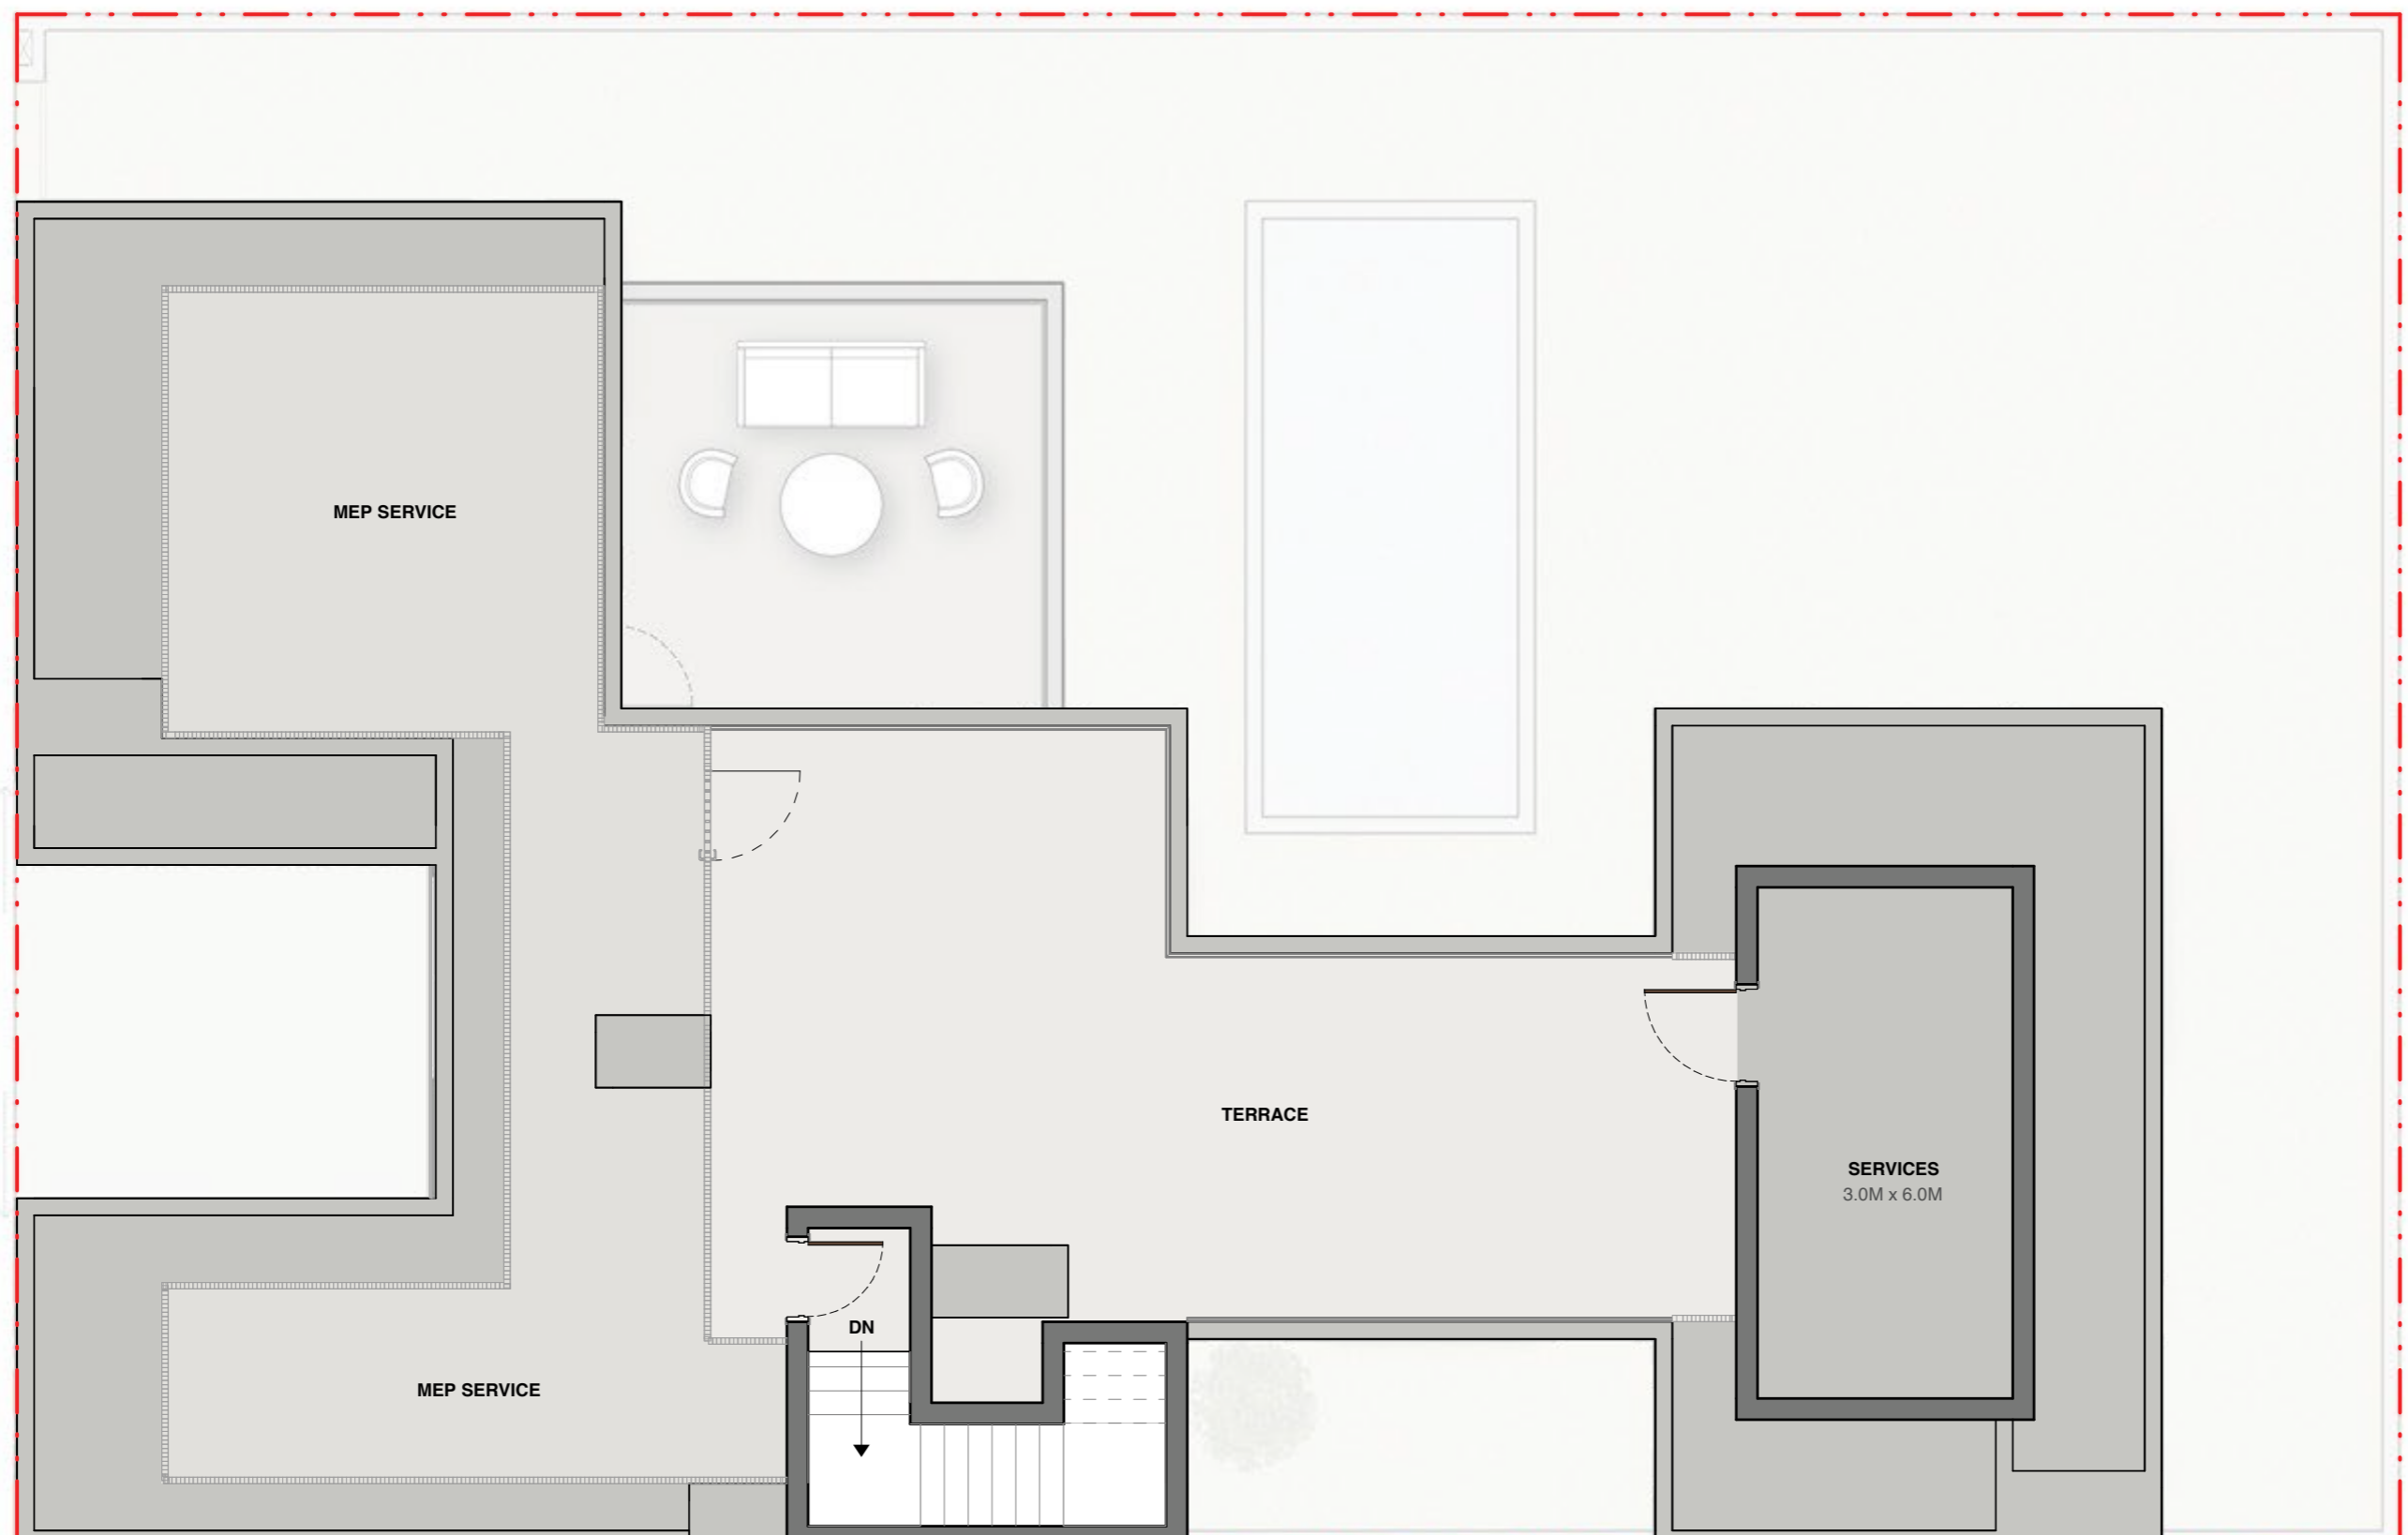 MEP SERVICE
TERRACE
SERVICES
3.0M x 6.0M
DN
MEP SERVICE